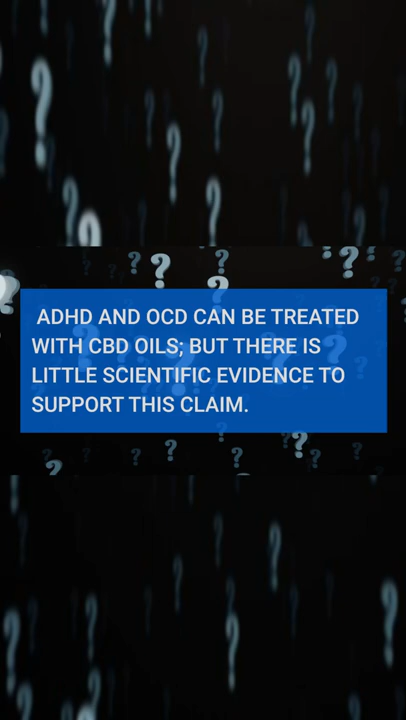 ADHD AND OCD CAN BE TREATED
WITH CBD OILS; BUT THERE IS
LITTLE SCIENTIFIC EVIDENCE TO
SUPPORT THIS CLAIM.